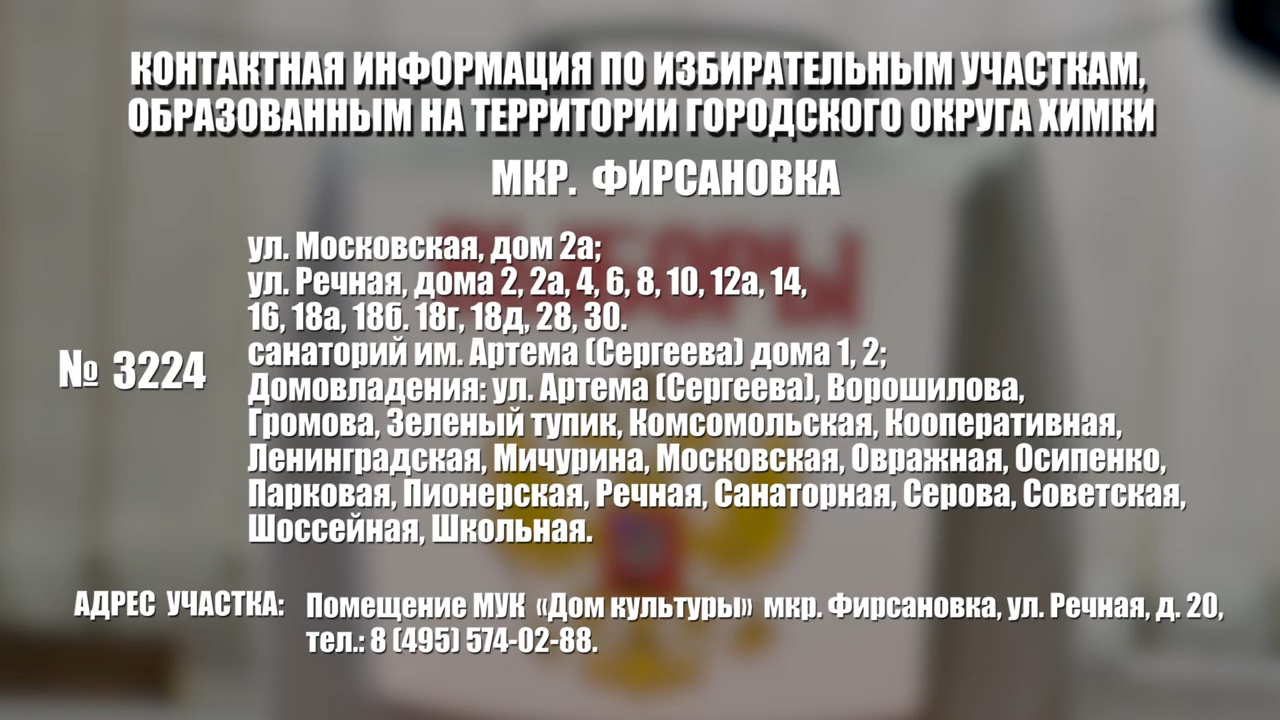 КОНТАКТНАЯ ИНФОРМАЦИЯ ПО ИЗБИРАТЕЛЬНЫМ УЧАСТКАМ,
ОБРАЗОВАННЫМ НА ТЕРРИТОРИИ ГОРОДСКОГО ОКРУГА ХИМКИ
МКР. ФИРСАНОВКА
ВЫБОРЫ
№ 3224
ул. Московская, дом 2а;
ул. Речная, дома 2, 2а, 4, 6, 8, 10, 12а, 14,
16, 18а, 18б. 18г, 18д, 28, 30.
санаторий им. Артема (Сергеева) дома 1, 2;
Домовладения: ул. Артема (Сергеева), Ворошилова,
Громова, Зеленый тупик, Комсомольская, Кооперативная,
Ленинградская, Мичурина, Московская, Овражная, Осипенко,
Парковая, Пионерская, Речная, Санаторная, Серова, Советская,
Шоссейная, Школьная.
АДРЕС УЧАСТКА: Помещение МУК «Дом культуры» мкр. Фирсановка, ул. Речная, д. 20,
тел.: 8 (495) 574-02-88.